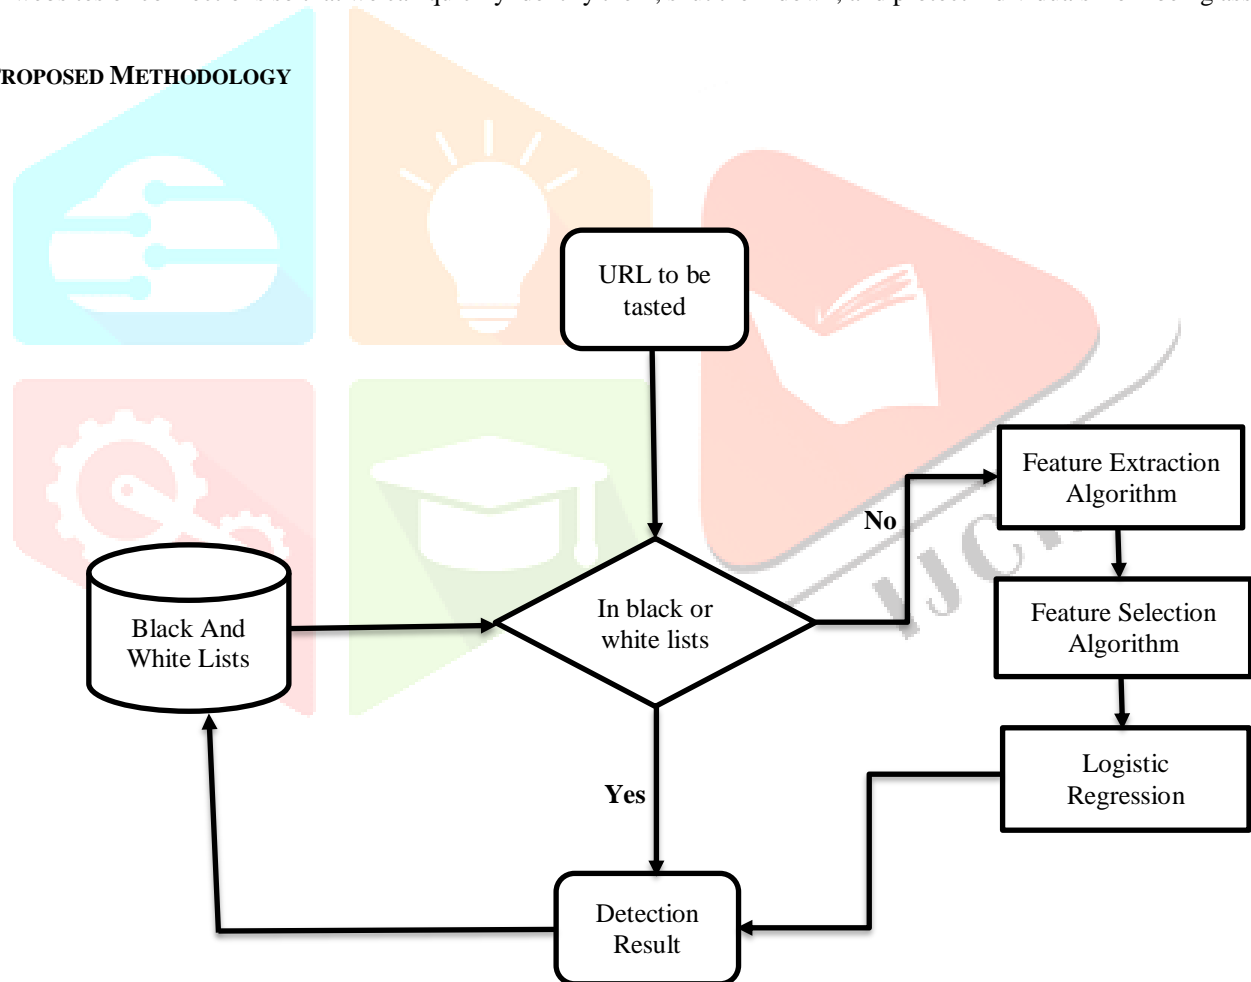 PROPOSED METHODOLOGY
URL to be
tasted
Feature Extraction
Algorithm
No
Black And
White Lists
In black or
white lists
Feature Selection
Algorithm
Logistic
Regression
Yes
Detection
Result